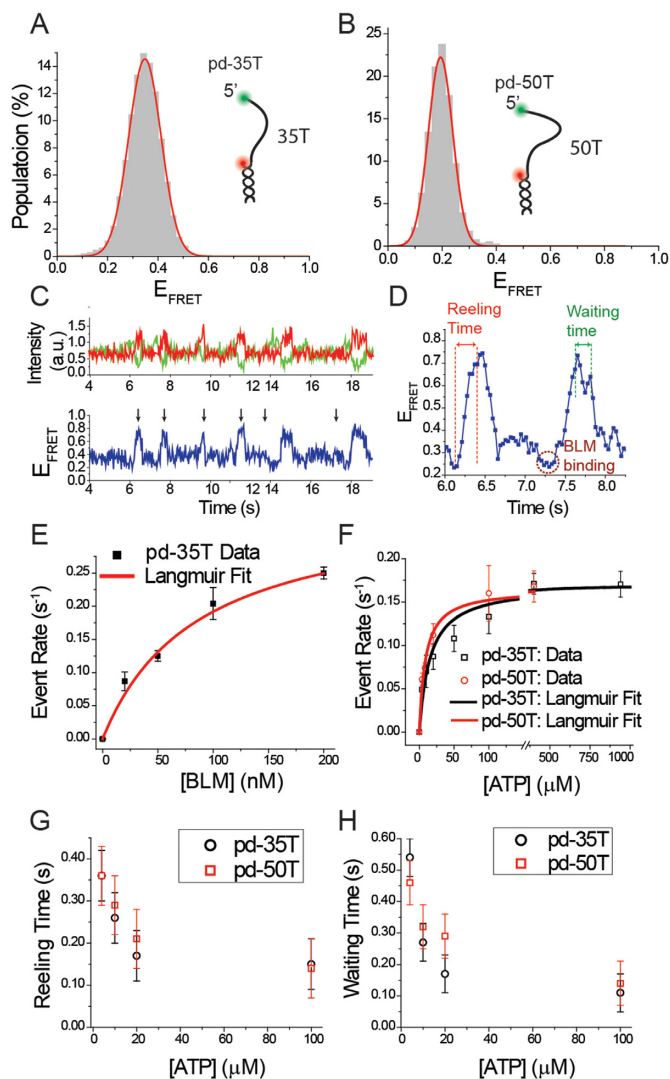 A
B
pd-35T
5'
35T
Populatoion (%)
14
12
10
8
6
4
2
0
0.0 0.2 0.4 0.6 0.8 1.0
E FRET
pd-50T
5'
50T
25
20
15
10
5
0
0.0 0.2 0.4 0.6 0.8 1.0
E FRET
C
Intensity
(a.u.)
1.5
1.0
0.5
0.0
4 6 8 10 12 14 16 18
E FRET
1.0
0.8
0.6
0.4
0.2
0.0
4 6 8 10 12 12 14 16 18
Time (s)
D
Reeling
Time
Waiting
time
E FRET
0.8
0.7
0.6
0.5
0.4
0.3
0.2
BLM
binding
6.0 6.5 7.0 7.5 8.0
Time (s)
E
pd-35T Data
Langmuir Fit
Event Rate (s-1)
0.25
0.20
0.15
0.10
0.05
0.00
0 50 100 150 200
[BLM] (nM)
F
Event Rate (s-1)
0.20
0.15
0.10
0.05
0.00
pd-35T: Data
pd-50T: Data
pd-35T: Langmuir Fit
pd-50T: Langmuir Fit
0 25 50 75 100 500 750 1000
[ATP] (μM)
G
pd-35T
pd-50T
Reeling Time (s)
0.40
0.30
0.20
0.10
0.00
0 20 40 60 80 100
[ATP] (μM)
H
pd-35T
pd-50T
Waiting Time (s)
0.60
0.50
0.40
0.30
0.20
0.10
0.00
0 20 40 60 80 100
[ATP] (μM)